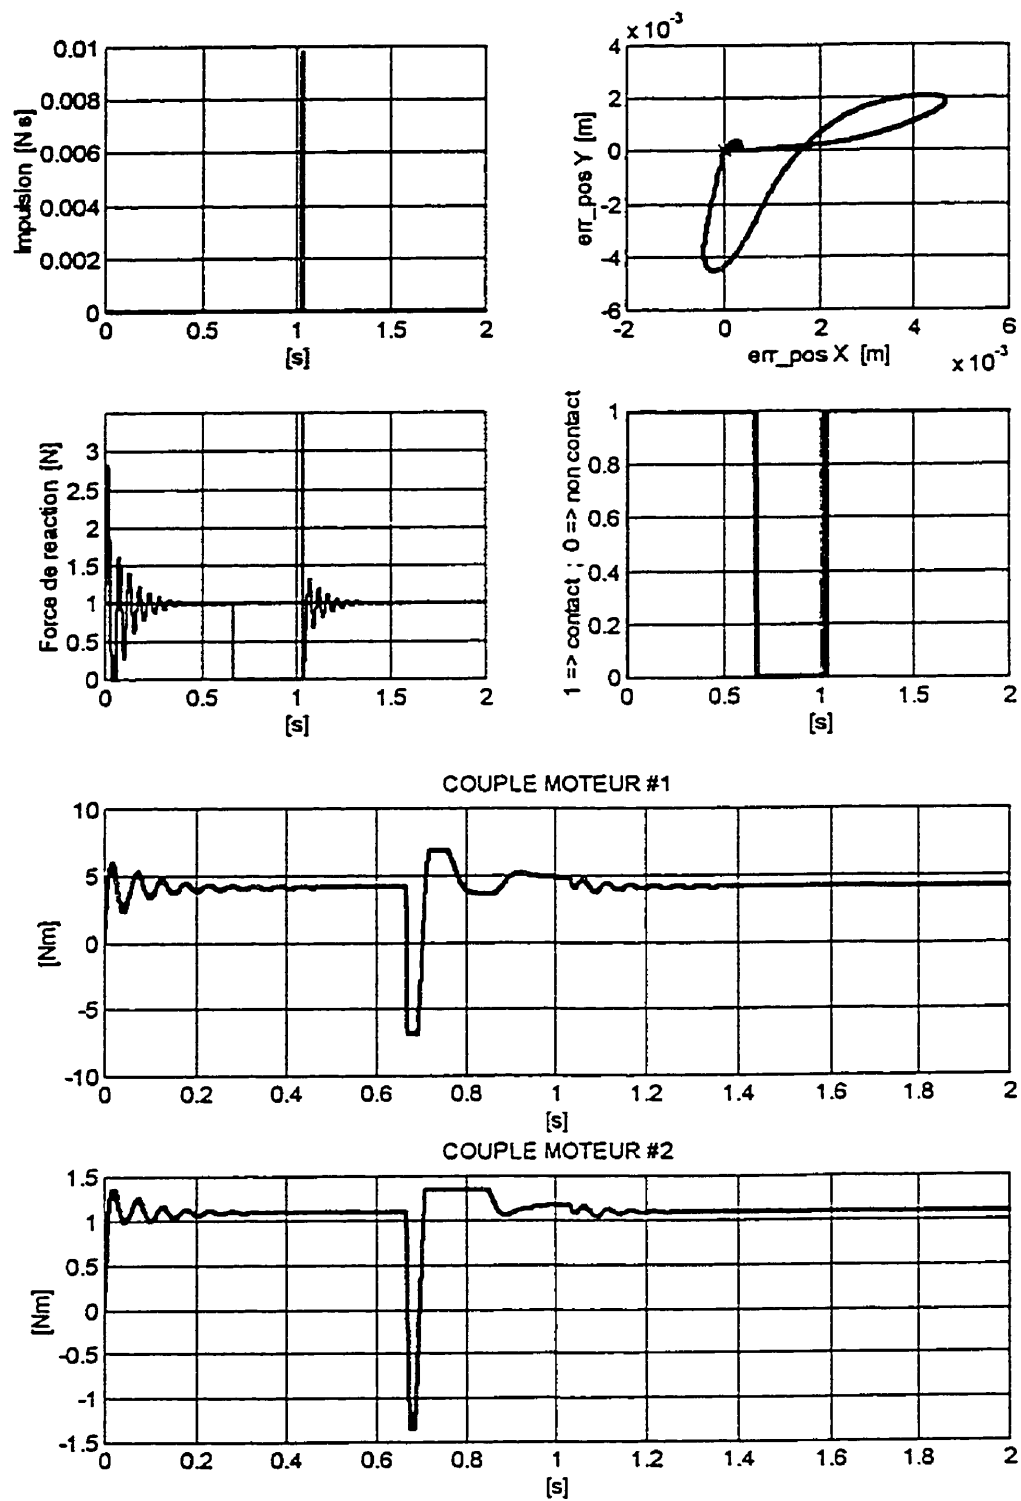 0.01
0.008
0.006
0.004
0.002
0
Impulsion [N s]
0 0.5 1 1.5 2
[s]
x 10⁻³
4
2
0
-2
-4
-6
err_pos Y [m]
-2 0 2 4 6
err_pos X [m]
x 10⁻³
3
2.5
2
1.5
1
0.5
0
Force de reaction [N]
0 0.5 1 1.5 2
[s]
1
0.8
0.6
0.4
0.2
0
1 => contact ; 0 => non contact
0 0.5 1 1.5 2
[s]
COUPLE MOTEUR #1
10
5
0
-5
-10
[Nm]
0 0.2 0.4 0.6 0.8 1 1.2 1.4 1.6 1.8 2
[s]
COUPLE MOTEUR #2
1.5
1
0.5
0
-0.5
-1
-1.5
[Nm]
0 0.2 0.4 0.6 0.8 1 1.2 1.4 1.6 1.8 2
[s]